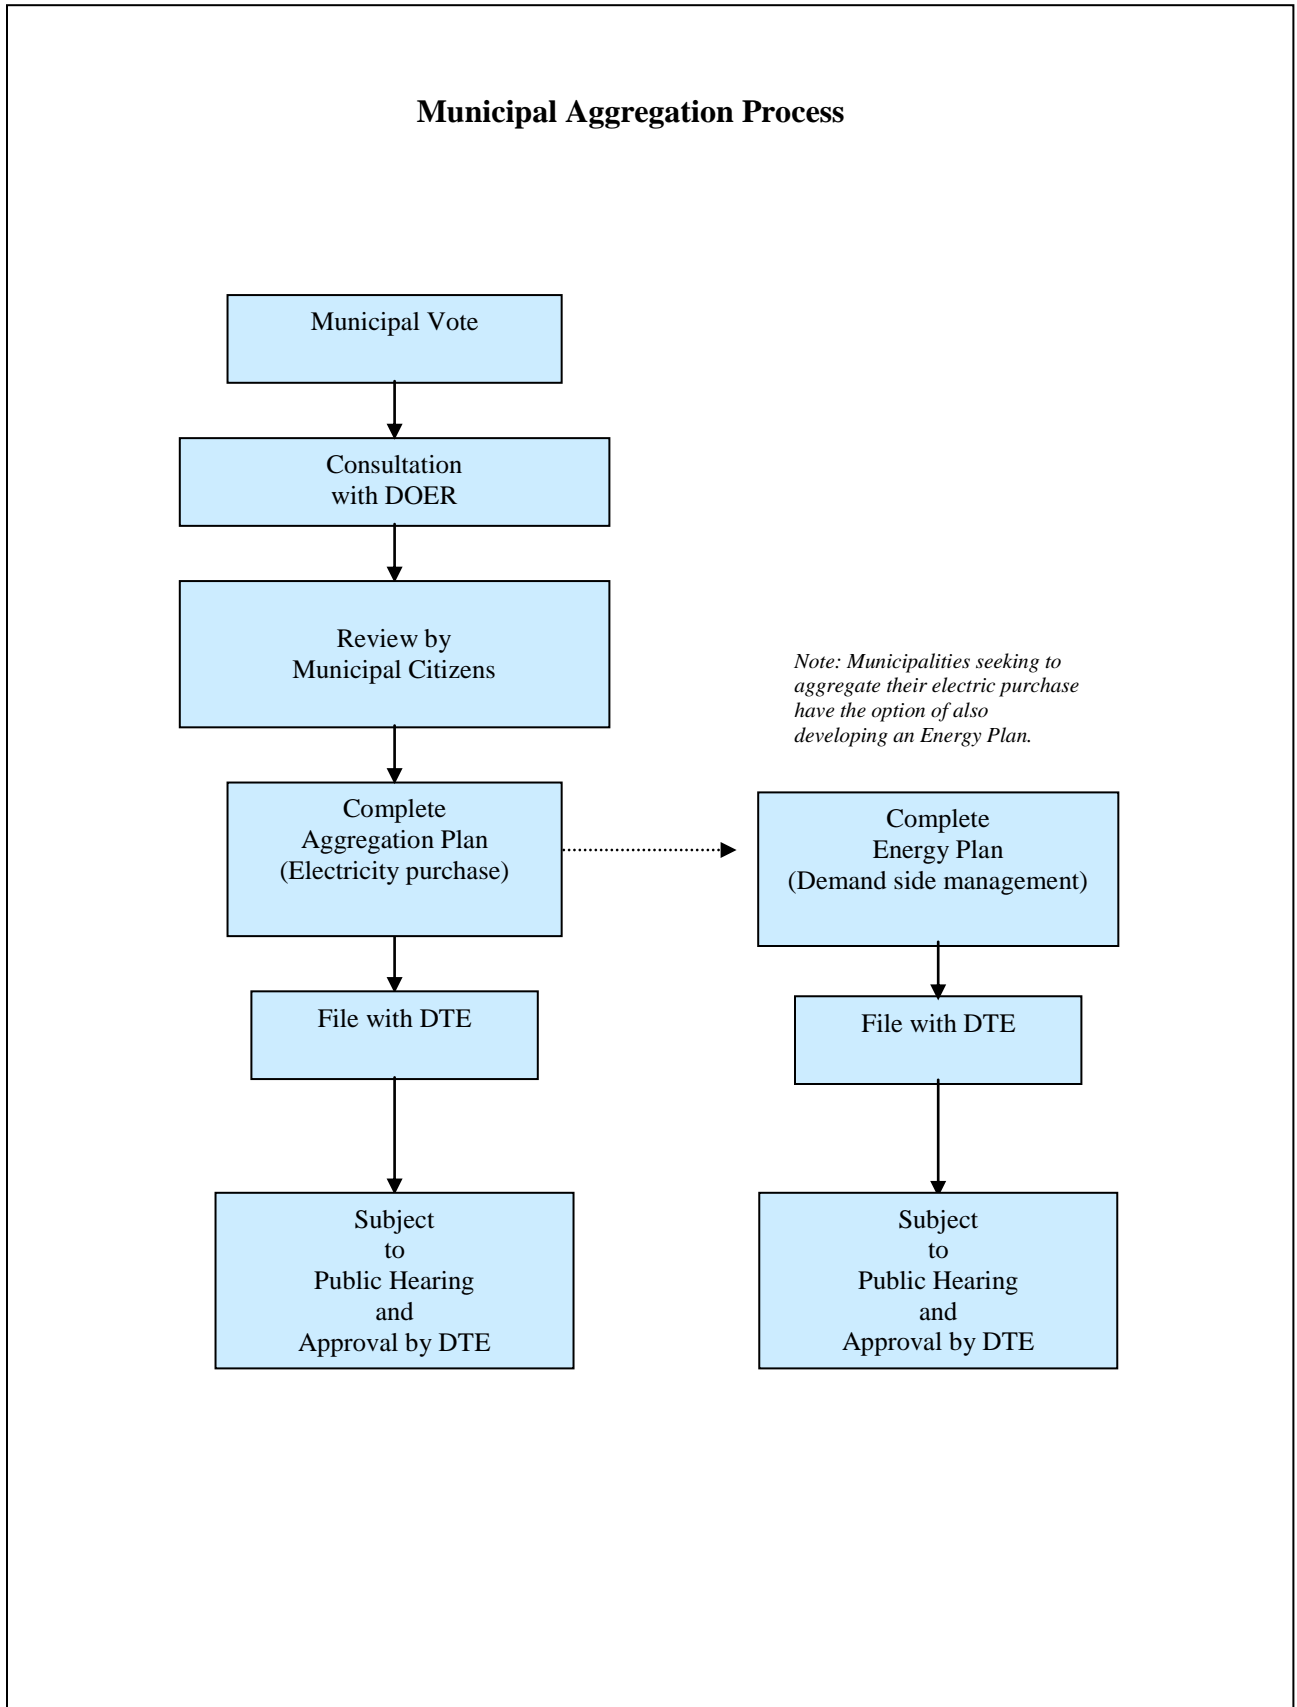 Municipal Aggregation Process
Municipal Vote
Consultation
with DOER
Review by
Municipal Citizens
Note: Municipalities seeking to
aggregate their electric purchase
have the option of also
developing an Energy Plan.
Complete
Aggregation Plan
(Electricity purchase)
Complete
Energy Plan
(Demand side management)
File with DTE
File with DTE
Subject
to
Public Hearing
and
Approval by DTE
Subject
to
Public Hearing
and
Approval by DTE